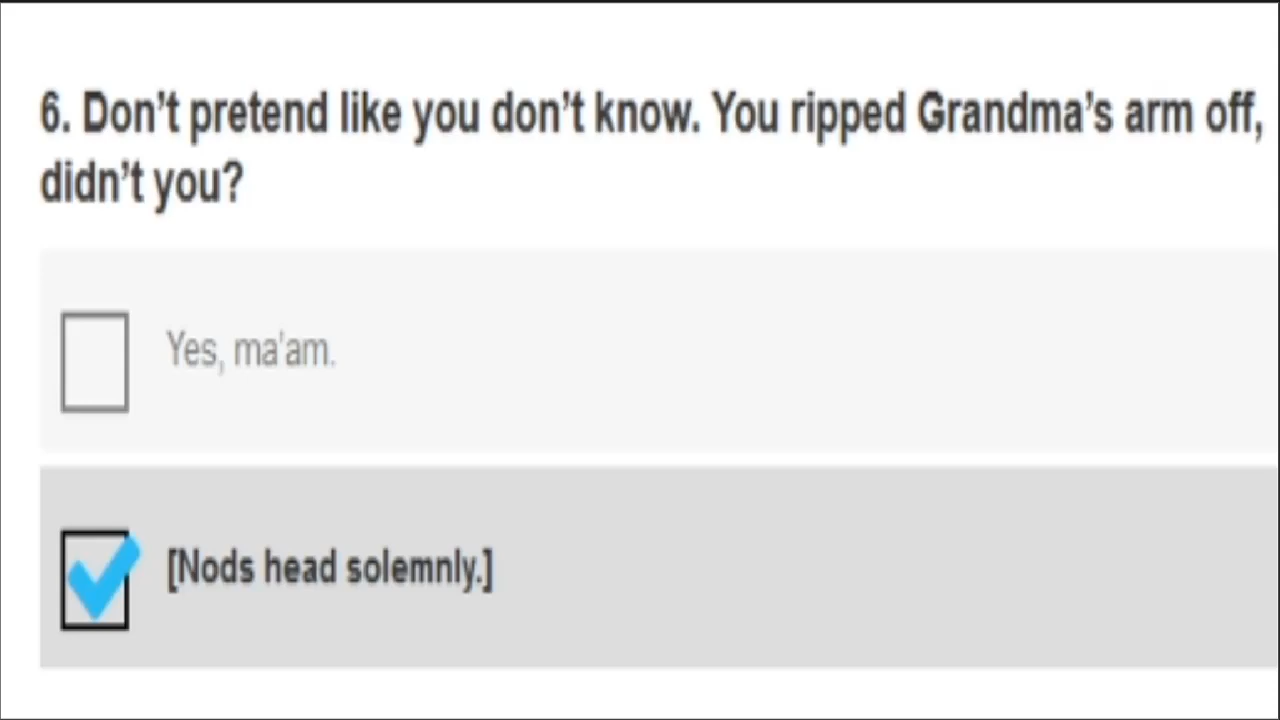 6. Don’t pretend like you don’t know. You ripped Grandma’s arm off,
didn’t you?
Yes, ma'am.
[Nods head solemnly.]